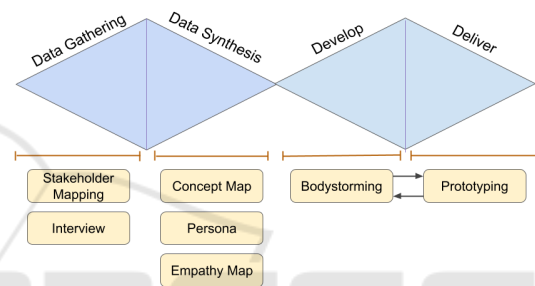 Data Gathering
Data Synthesis
Develop
Deliver
Stakeholder
Mapping
Concept Map
Bodystorming
Prototyping
Interview
Persona
Empathy Map